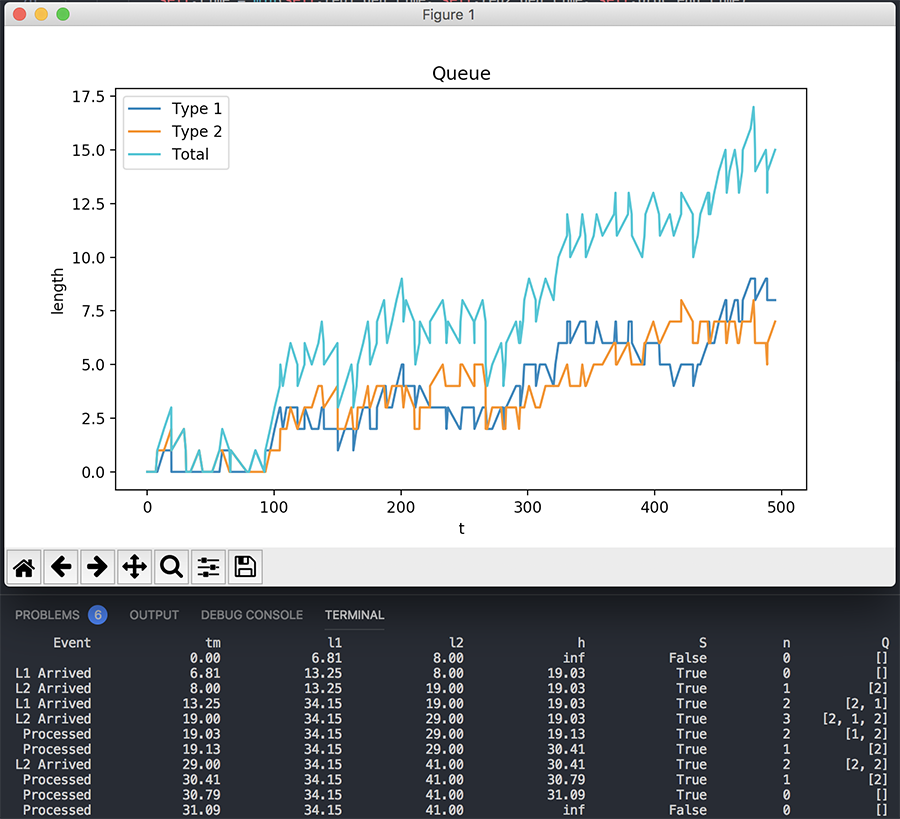 Figure 1
Queue
17.5
15.0
12.5
10.0
7.5
5.0
2.5
0.0
length
Type 1
Type 2
Total
0 100 200 300 400 500
t
PROBLEMS 6 OUTPUT DEBUG CONSOLE TERMINAL
Event tm l1 l2 h S n Q
0.00 6.81 8.00 inf False 0 []
L1 Arrived 6.81 13.25 8.00 19.03 True 0 []
L2 Arrived 8.00 13.25 19.00 19.03 True 1 [2]
L1 Arrived 13.25 34.15 19.00 19.03 True 2 [2, 1]
L2 Arrived 19.00 34.15 29.00 19.03 True 3 [2, 1, 2]
Processed 19.03 34.15 29.00 19.13 True 2 [1, 2]
Processed 19.13 34.15 29.00 30.41 True 1 [2]
L2 Arrived 29.00 34.15 41.00 30.41 True 2 [2, 2]
Processed 30.41 34.15 41.00 30.79 True 1 [2]
Processed 30.79 34.15 41.00 31.09 True 0 []
Processed 31.09 34.15 41.00 inf False 0 []